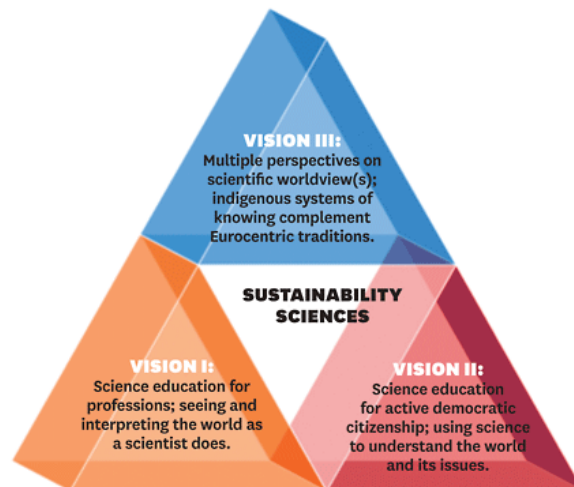 VISION III:
Multiple perspectives on
scientific worldview(s);
indigenous systems of
knowing complement
Eurocentric traditions.
SUSTAINABILITY
SCIENCES
VISION I:
Science education for
professions; seeing and
interpreting the world as
a scientist does.
VISION II:
Science education
for active democratic
citizenship; using science
to understand the world
and its issues.